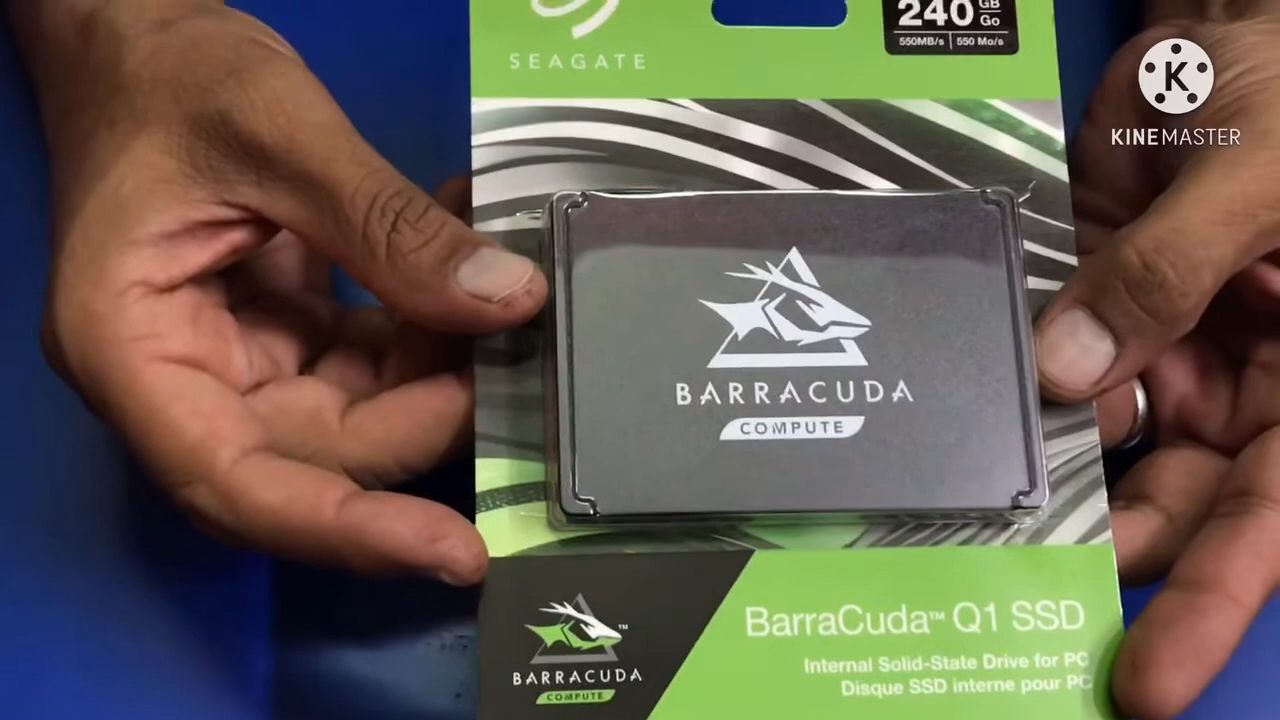 240 GB Go
550MB/s | 550 Mo/s
SEAGATE
K
KINEMASTER
BARRACUDA
COMPUTE
BarraCuda™ Q1 SSD
Internal Solid-State Drive for PC
Disque SSD interne pour PC
BARRACUDA™
COMPUTE